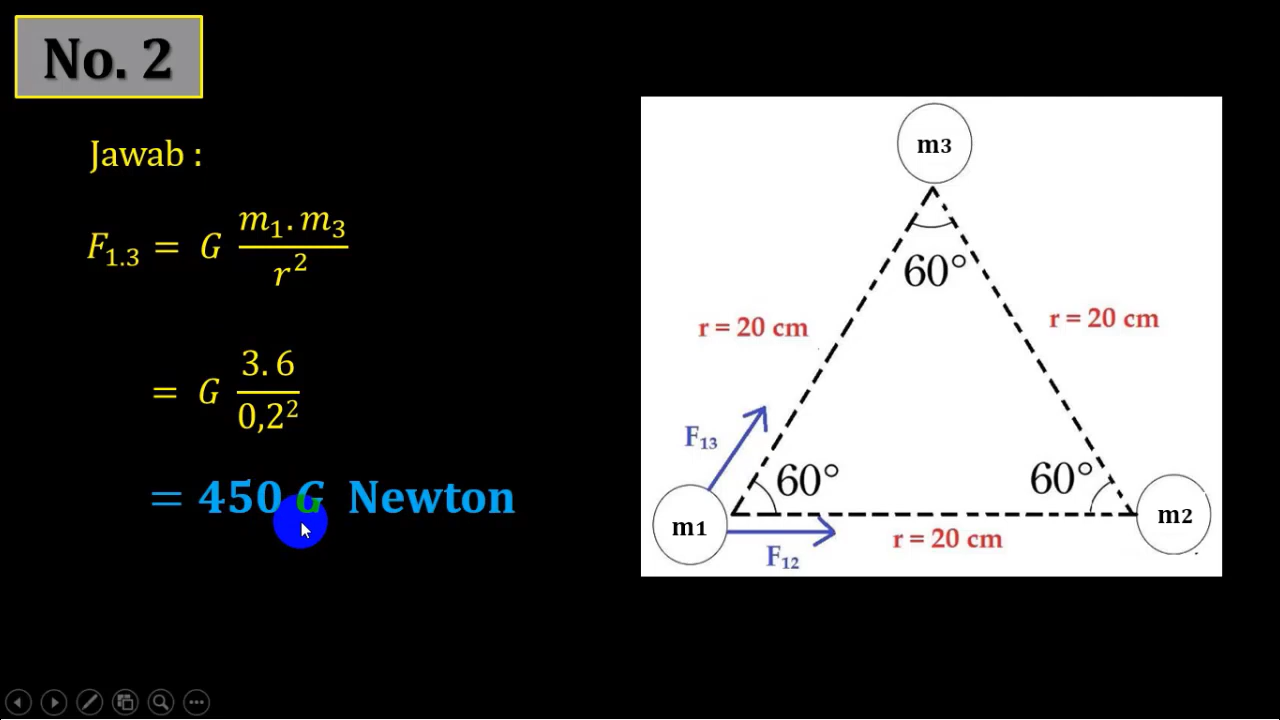 No. 2
Jawab :
F₁.₃ = G m₁.m₃ / r²
= G 3.6 / 0,2²
= 450 G Newton
m3
60°
r = 20 cm
r = 20 cm
F₁₃
60°
60°
m1
m2
F₁₂
r = 20 cm